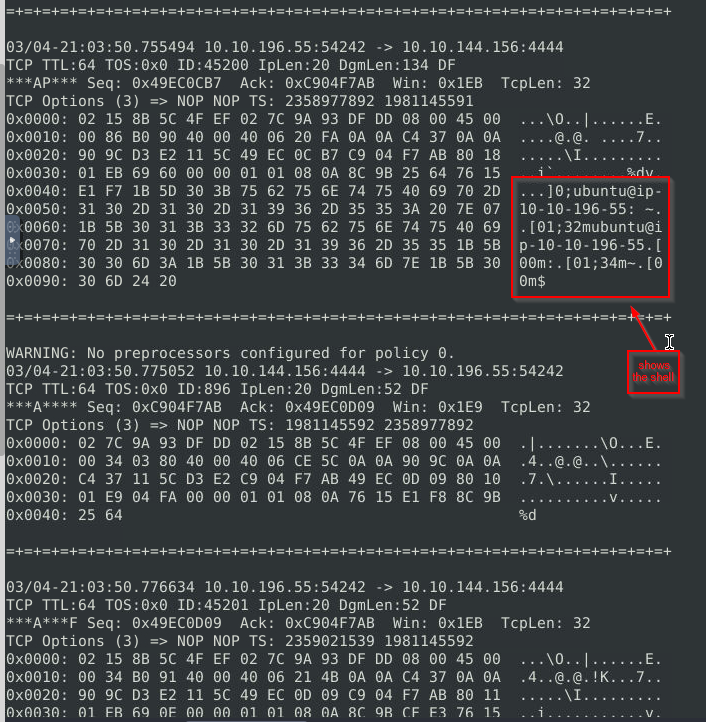 =+=+=+=+=+=+=+=+=+=+=+=+=+=+=+=+=+=+=+=+=+=+=+=+=+=+=+=+=+=+=+=+=+=+=+=+=+
03/04-21:03:50.755494 10.10.196.55:54242 -> 10.10.144.156:4444
TCP TTL:64 TOS:0x0 ID:45200 IpLen:20 DgmLen:134 DF
***AP*** Seq: 0x49EC0CB7  Ack: 0xC904F7AB  Win: 0x1EB  TcpLen: 32
TCP Options (3) => NOP NOP TS: 2358977892 1981145591
0x0000: 02 15 8B 5C 4F EF 02 7C 9A 93 DF DD 08 00 45 00  ...\O..|......E.
0x0010: 00 86 B0 90 40 00 40 06 20 FA 0A 0A C4 37 0A 0A  ....@.@. ....7..
0x0020: 90 9C D3 E2 11 5C 49 EC 0C B7 C9 04 F7 AB 80 18  .....\I.........
0x0030: 01 EB 69 60 00 00 01 01 08 0A 8C 9B 25 64 76 15  ..i`........%dv.
0x0040: E1 F7 1B 5D 30 3B 75 62 75 6E 74 75 40 69 70 2D  ...]0;ubuntu@ip-
0x0050: 31 30 2D 31 30 2D 31 39 36 2D 35 35 3A 20 7E 07  10-10-196-55: ~.
0x0060: 1B 5B 30 31 3B 33 32 6D 75 62 75 6E 74 75 40 69  .[01;32mubuntu@i
0x0070: 70 2D 31 30 2D 31 30 2D 31 39 36 2D 35 35 1B 5B  p-10-10-196-55.[
0x0080: 30 30 6D 3A 1B 5B 30 31 3B 33 34 6D 7E 1B 5B 30  00m:.[01;34m~.[0
0x0090: 30 6D 24 20  0m$
=+=+=+=+=+=+=+=+=+=+=+=+=+=+=+=+=+=+=+=+=+=+=+=+=+=+=+=+=+=+=+=+=+=+=+=+=+
WARNING: No preprocessors configured for policy 0.
shows
the shell
03/04-21:03:50.775052 10.10.144.156:4444 -> 10.10.196.55:54242
TCP TTL:64 TOS:0x0 ID:896 IpLen:20 DgmLen:52 DF
***A**** Seq: 0xC904F7AB  Ack: 0x49EC0D09  Win: 0x1E9  TcpLen: 32
TCP Options (3) => NOP NOP TS: 1981145592 2358977892
0x0000: 02 7C 9A 93 DF DD 02 15 8B 5C 4F EF 08 00 45 00  .|.......\O...E.
0x0010: 00 34 03 80 40 00 40 06 CE 5C 0A 0A 90 9C 0A 0A  .4..@.@..\......
0x0020: C4 37 11 5C D3 E2 C9 04 F7 AB 49 EC 0D 09 80 10  .7.\......I.....
0x0030: 01 E9 04 FA 00 00 01 01 08 0A 76 15 E1 F8 8C 9B  ..........v.....
0x0040: 25 64  %d
=+=+=+=+=+=+=+=+=+=+=+=+=+=+=+=+=+=+=+=+=+=+=+=+=+=+=+=+=+=+=+=+=+=+=+=+=+
03/04-21:03:50.776634 10.10.196.55:54242 -> 10.10.144.156:4444
TCP TTL:64 TOS:0x0 ID:45201 IpLen:20 DgmLen:52 DF
***A***F Seq: 0x49EC0D09  Ack: 0xC904F7AB  Win: 0x1EB  TcpLen: 32
TCP Options (3) => NOP NOP TS: 2359021539 1981145592
0x0000: 02 15 8B 5C 4F EF 02 7C 9A 93 DF DD 08 00 45 00  ...\O..|......E.
0x0010: 00 34 B0 91 40 00 40 06 21 4B 0A 0A C4 37 0A 0A  .4..@.@.!K...7..
0x0020: 90 9C D3 E2 11 5C 49 EC 0D 09 C9 04 F7 AB 80 11  .....\I.........
0x0030: 01 EB 69 0E 00 00 01 01 08 0A 8C 9B CF E3 76 15  ..i...........v.